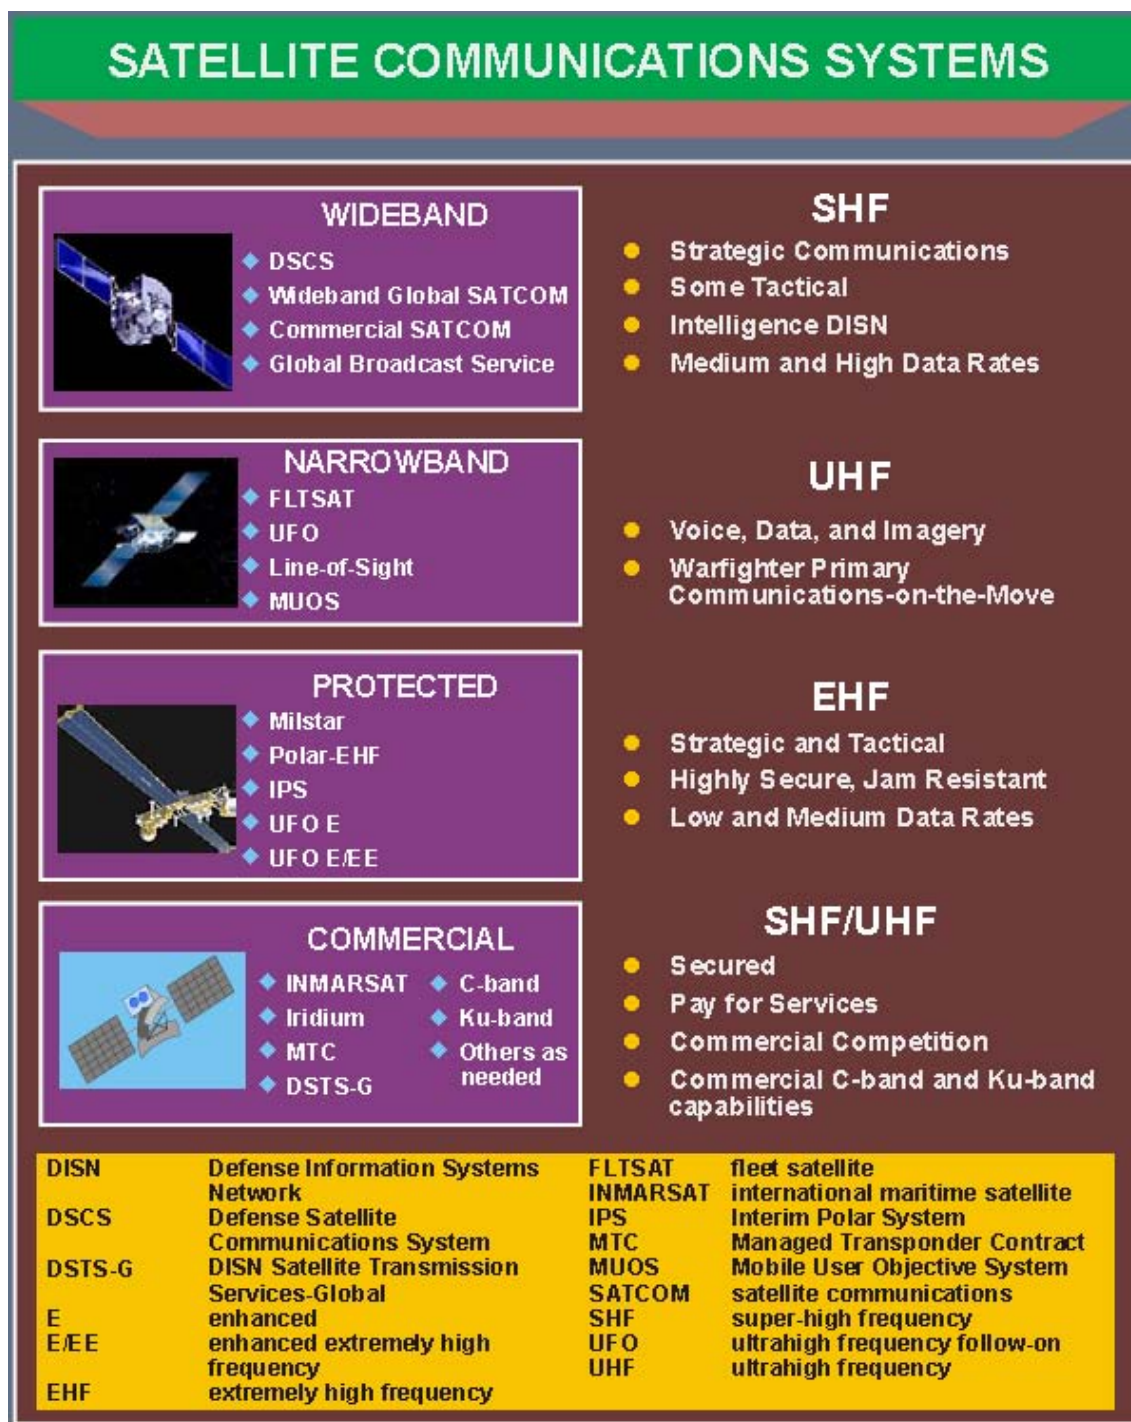 SATELLITE COMMUNICATIONS SYSTEMS
WIDEBAND
DSCS
Wideband Global SATCOM
Commercial SATCOM
Global Broadcast Service
SHF
Strategic Communications
Some Tactical
Intelligence DISN
Medium and High Data Rates
NARROWBAND
FLTSAT
UFO
Line-of-Sight
MUOS
UHF
Voice, Data, and Imagery
Warfighter Primary
Communications-on-the-Move
PROTECTED
Milstar
Polar-EHF
IPS
UFO E
UFO E/EE
EHF
Strategic and Tactical
Highly Secure, Jam Resistant
Low and Medium Data Rates
COMMERCIAL
INMARSAT
Iridium
MTC
DSTS-G
C-band
Ku-band
Others as
needed
SHF/UHF
Secured
Pay for Services
Commercial Competition
Commercial C-band and Ku-band
capabilities
DISN Defense Information Systems
Network
DSCS Defense Satellite
Communications System
DSTS-G DISN Satellite Transmission
Services-Global
E enhanced
E/EE enhanced extremely high
frequency
EHF extremely high frequency
FLTSAT fleet satellite
INMARSAT international maritime satellite
IPS Interim Polar System
MTC Managed Transponder Contract
MUOS Mobile User Objective System
SATCOM satellite communications
SHF super-high frequency
UFO ultrahigh frequency follow-on
UHF ultrahigh frequency